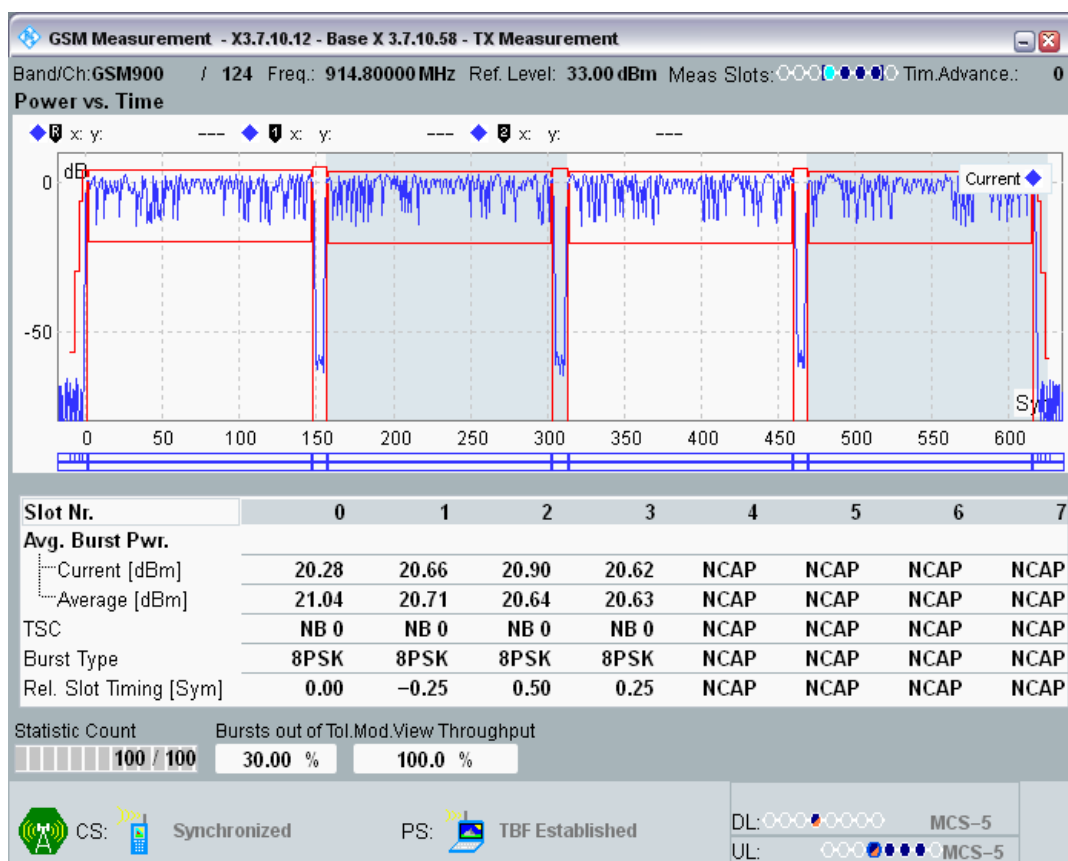 GSM Measurement - X3.7.10.12 - Base X 3.7.10.58 - TX Measurement
Band/Ch:GSM900 / 124 Freq.: 914.80000 MHz Ref. Level: 33.00 dBm Meas Slots: Tim.Advance.: 0
Power vs. Time
R x: y: --- 1 x: y: --- 2 x: y: ---
dB
0
Current
-50
0 50 100 150 200 250 300 350 400 450 500 550 600
Slot Nr. 0 1 2 3 4 5 6 7
Avg. Burst Pwr.
Current [dBm] 20.28 20.66 20.90 20.62 NCAP NCAP NCAP NCAP
Average [dBm] 21.04 20.71 20.64 20.63 NCAP NCAP NCAP NCAP
TSC NB 0 NB 0 NB 0 NB 0 NCAP NCAP NCAP NCAP
Burst Type 8PSK 8PSK 8PSK 8PSK NCAP NCAP NCAP NCAP
Rel. Slot Timing [Sym] 0.00 −0.25 0.50 0.25 NCAP NCAP NCAP NCAP
Statistic Count Bursts out of Tol. Mod.View Throughput
100 / 100 30.00 % 100.0 %
CS: Synchronized PS: TBF Established
DL: MCS−5
UL: MCS−5